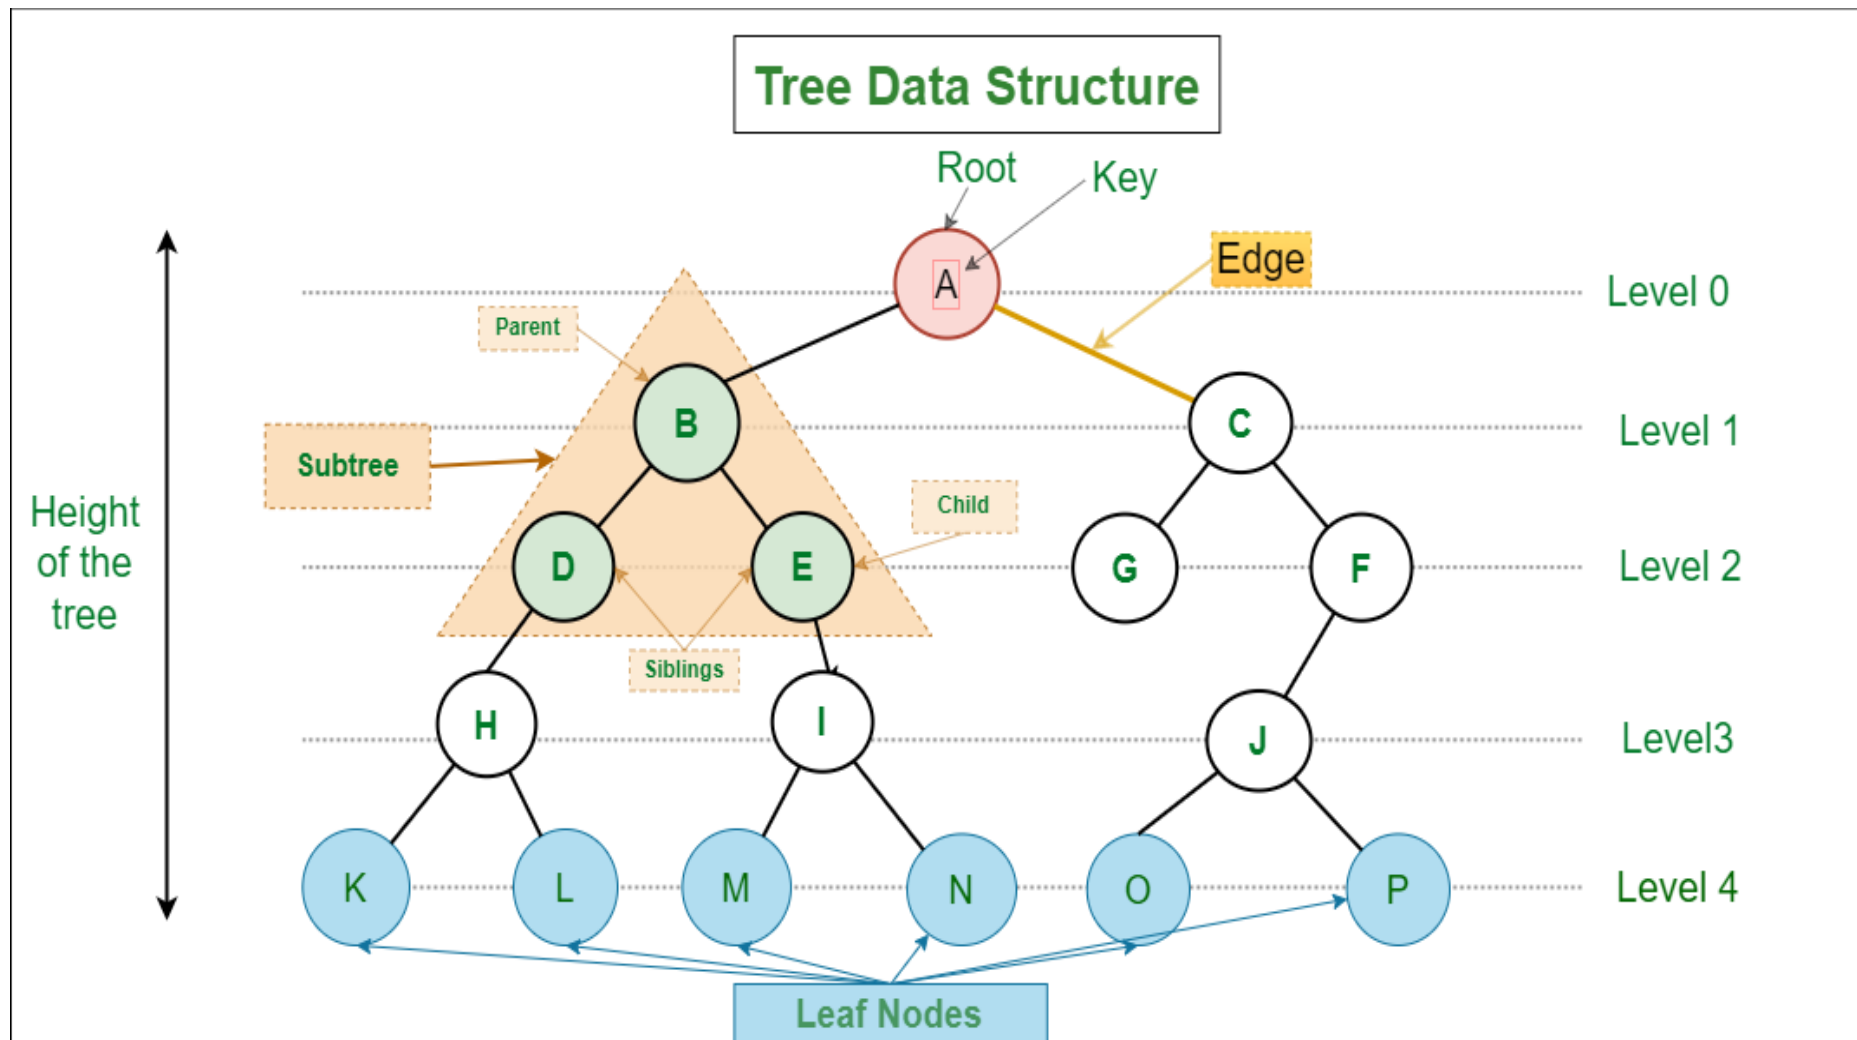 Tree Data Structure
Root
Key
A
Edge
Level 0
Parent
B
C
Level 1
Subtree
Child
Height
of the
tree
D
E
G
F
Level 2
Siblings
H
I
J
Level3
K
L
M
N
O
P
Level 4
Leaf Nodes